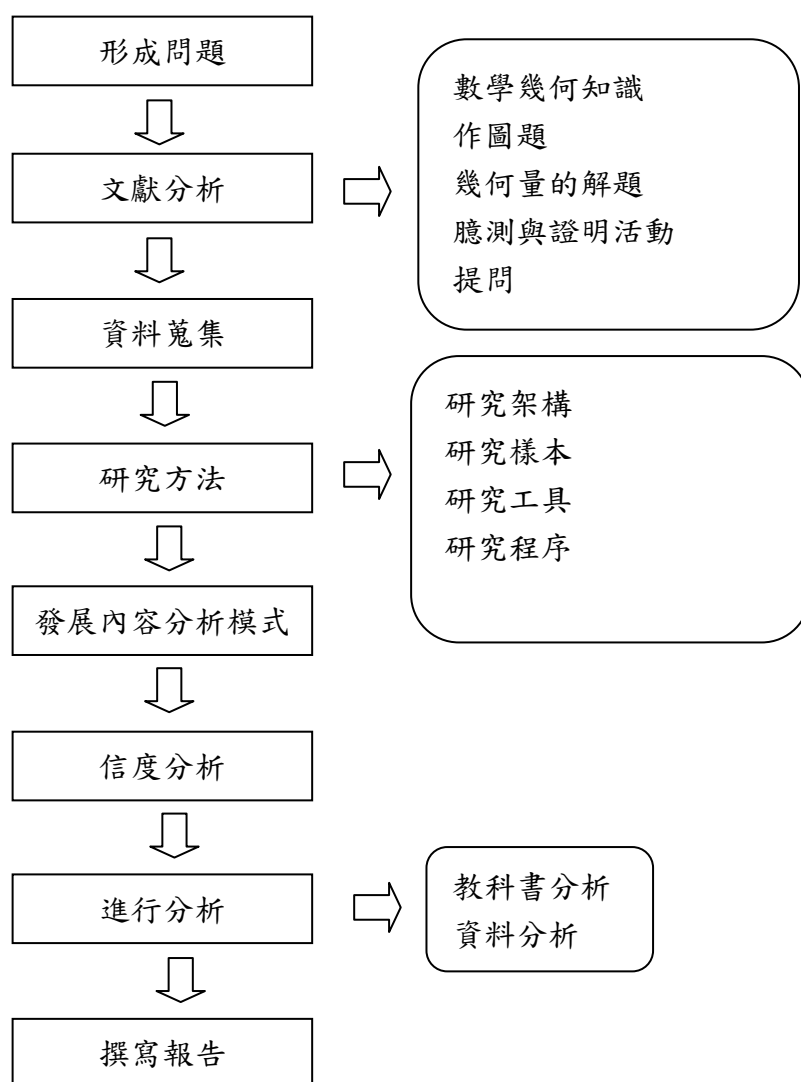 形成問題
文獻分析
數學幾何知識
作圖題
幾何量的解題
臆測與證明活動
提問
資料蒐集
研究方法
研究架構
研究樣本
研究工具
研究程序
發展內容分析模式
信度分析
進行分析
教科書分析
資料分析
撰寫報告